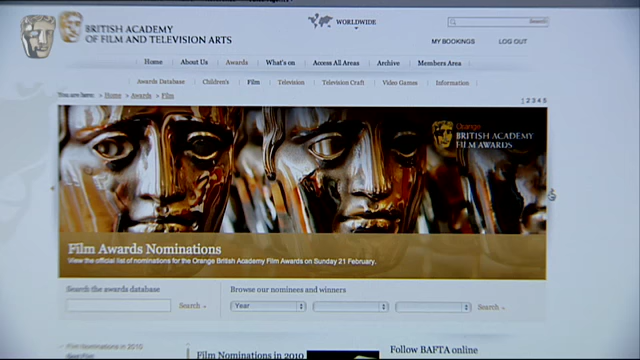 BRITISH ACADEMY
OF FILM AND TELEVISION ARTS
WORLDWIDE
Search
MY BOOKINGS LOG OUT
Home About Us Awards What's on Access All Areas Archive Members Area
Awards Database Children's Film Television Television Craft Video Games Information
You are here: » Home » Awards » Film
1 2 3 4 5
Orange
BRITISH ACADEMY
FILM AWARDS
Film Awards Nominations
View the official list of nominations for the Orange British Academy Film Awards on Sunday 21 February.
Search the awards database
Browse our nominees and winners
Search
Year
Search
Film Nominations in 2010
Film Nominations in 2010
Follow BAFTA online